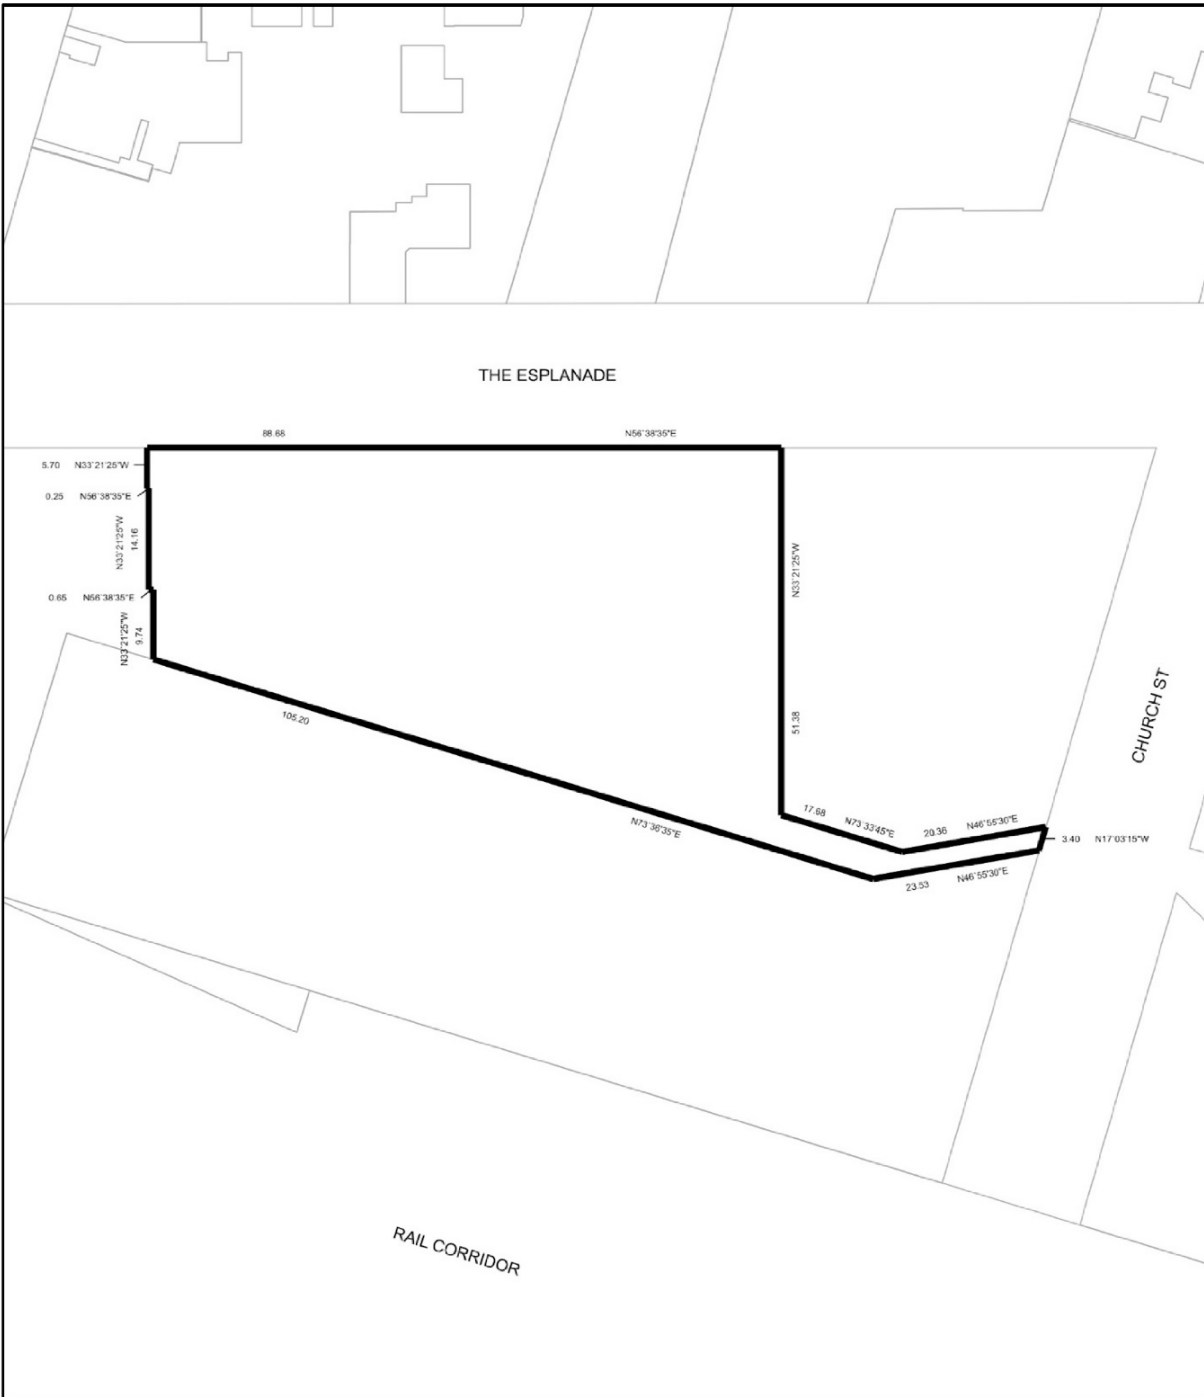 THE ESPLANADE
88.68 N56°38'35"E
5.70 N33°21'25"W
0.25 N56°38'35"E
N33°21'25"W
14.16
N33°21'25"W
0.65 N56°38'35"E
N33°21'25"W
9.74
CHURCH ST
105.20
51.38
17.68 N73°33'45"E
20.36 N46°55'30"E
N73°36'35"E
3.40 N17°03'15"W
23.53 N46°55'30"E
RAIL CORRIDOR